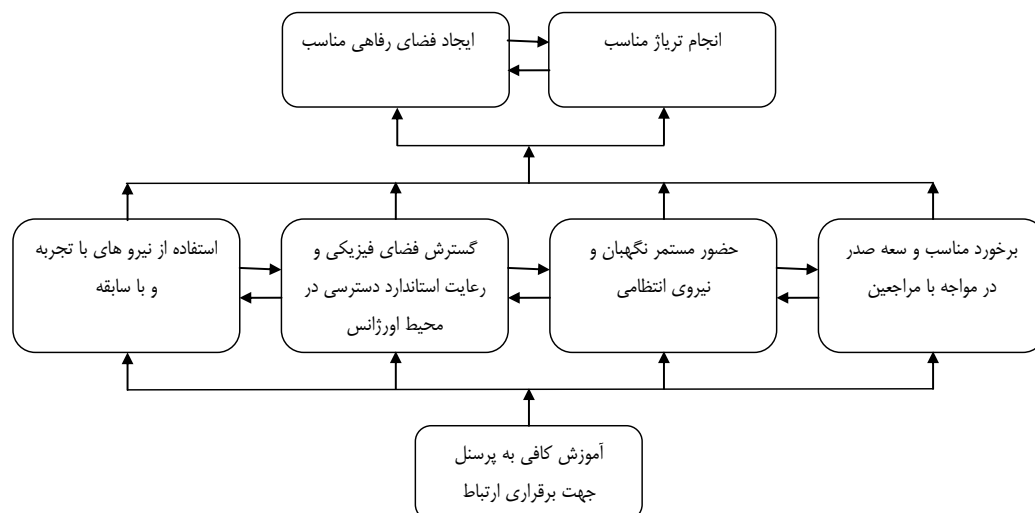 انجام تریاژ مناسب
ایجاد فضای رفاهی مناسب
برخورد مناسب و سعه صدر
در مواجه با مراجعین
حضور مستمر نگهبان و
نیروی انتظامی
گسترش فضای فیزیکی و
رعایت استاندارد دسترسی در
محیط اورژانس
استفاده از نیرو های با تجربه
و با سابقه
آموزش کافی به پرسنل
جهت برقراری ارتباط